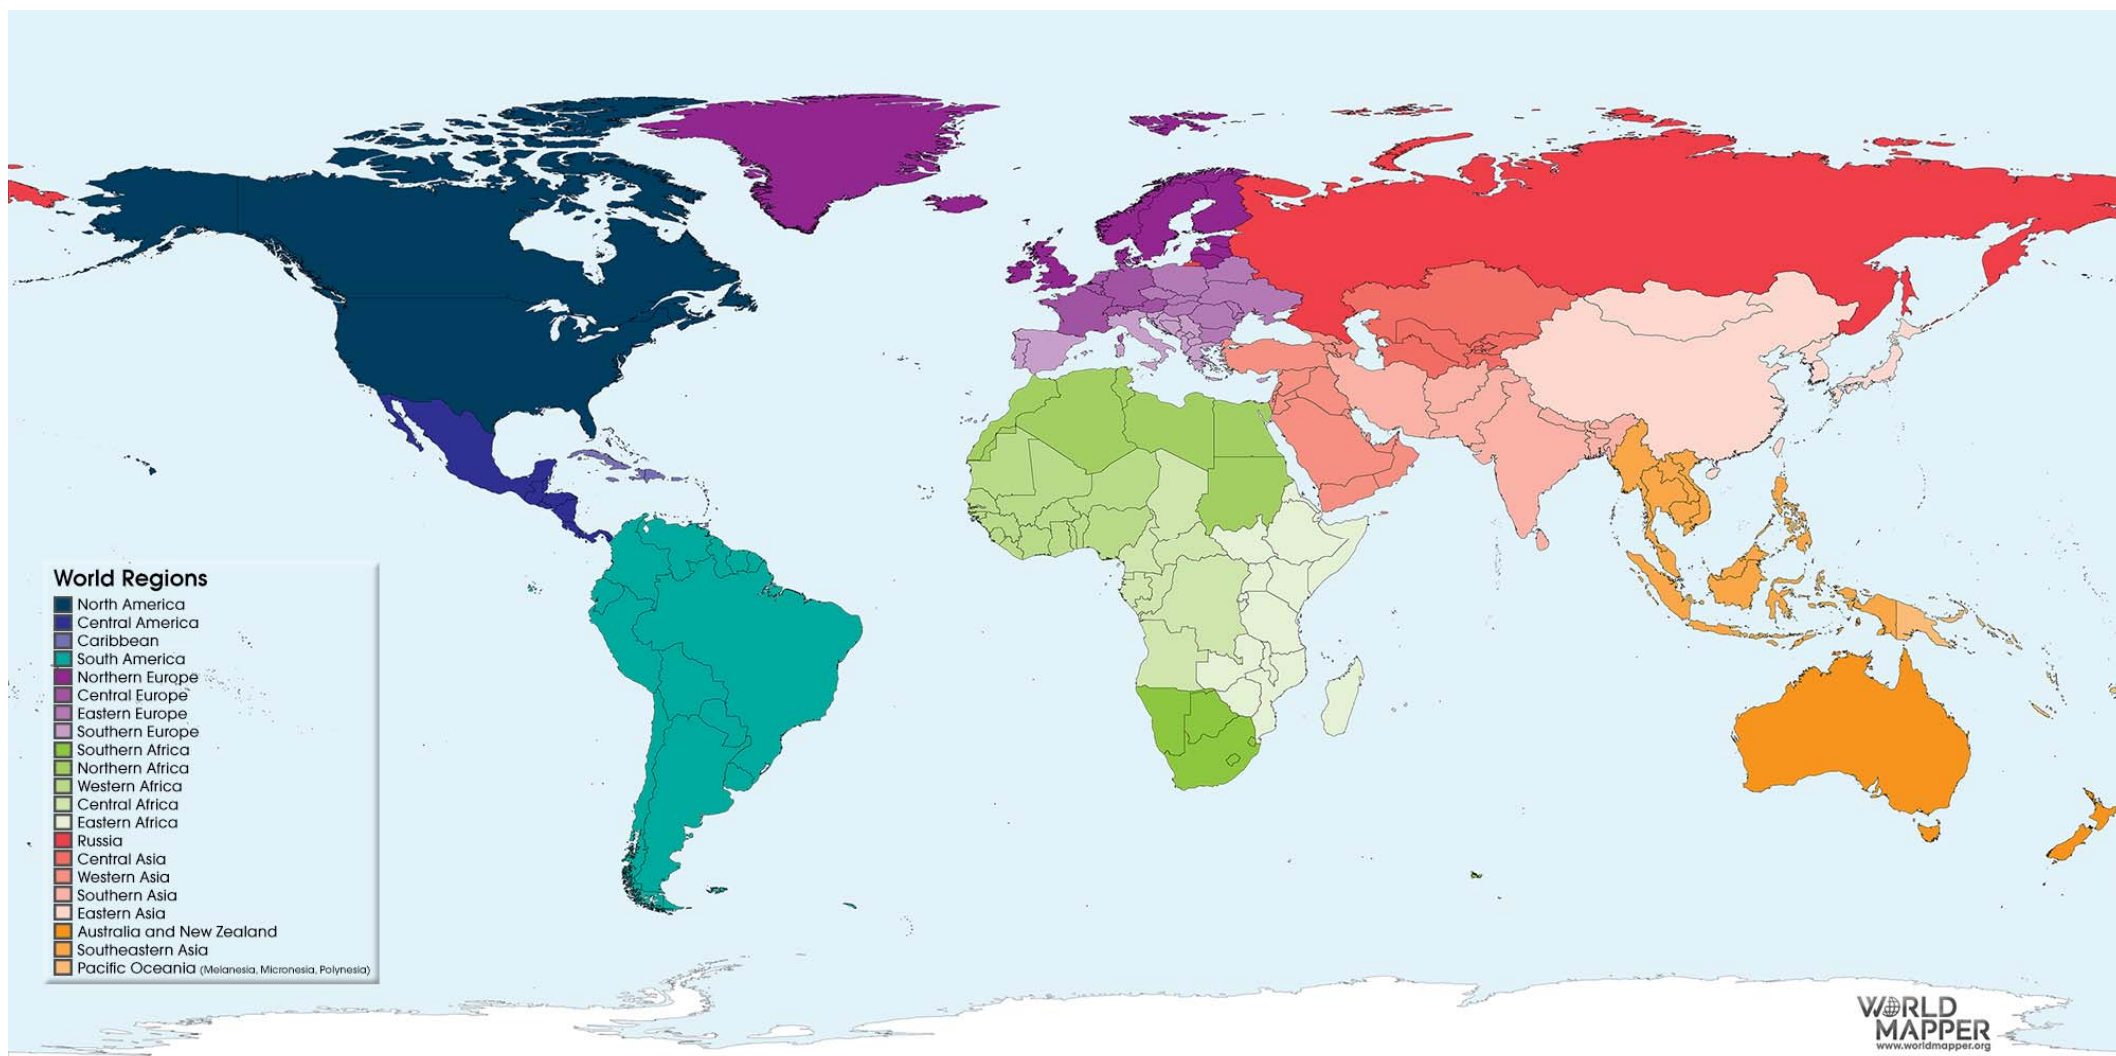 World Regions
North America
Central America
Caribbean
South America
Northern Europe
Central Europe
Eastern Europe
Southern Europe
Southern Africa
Northern Africa
Western Africa
Central Africa
Eastern Africa
Russia
Central Asia
Western Asia
Southern Asia
Eastern Asia
Australia and New Zealand
Southeastern Asia
Pacific Oceania (Melanesia, Micronesia, Polynesia)
WORLD
MAPPER
www.worldmapper.org